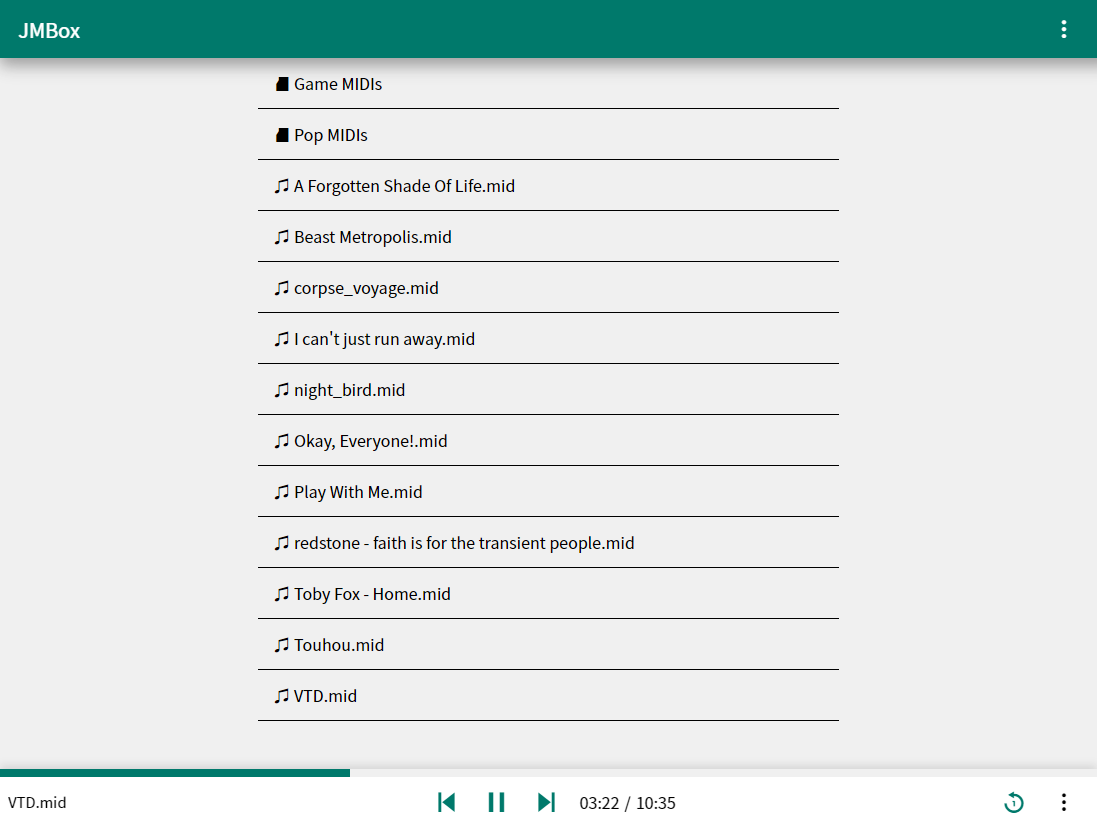 JMBox
Game MIDIs
Pop MIDIs
A Forgotten Shade Of Life.mid
Beast Metropolis.mid
corpse_voyage.mid
I can't just run away.mid
night_bird.mid
Okay, Everyone!.mid
Play With Me.mid
redstone - faith is for the transient people.mid
Toby Fox - Home.mid
Touhou.mid
VTD.mid
VTD.mid 03:22 / 10:35 1